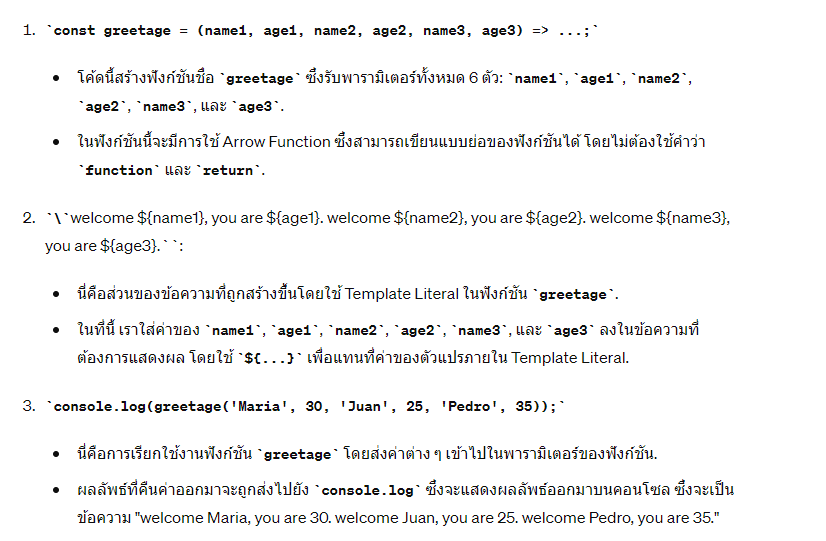 1. `const greetage = (name1, age1, name2, age2, name3, age3) => ...;`
• โค้ดนี้สร้างฟังก์ชันชื่อ `greetage` ซึ่งรับพารามิเตอร์ทั้งหมด 6 ตัว: `name1`, `age1`, `name2`,
`age2`, `name3`, และ `age3`.
• ในฟังก์ชันนี้จะมีการใช้ Arrow Function ซึ่งสามารถเขียนแบบย่อของฟังก์ชันได้ โดยไม่ต้องใช้คำว่า
`function` และ `return`.
2. `\`welcome ${name1}, you are ${age1}. welcome ${name2}, you are ${age2}. welcome ${name3},
you are ${age3}.``:
• นี่คือส่วนของข้อความที่ถูกสร้างขึ้นโดยใช้ Template Literal ในฟังก์ชัน `greetage`.
• ในที่นี้ เราใส่ค่าของ `name1`, `age1`, `name2`, `age2`, `name3`, และ `age3` ลงในข้อความที่
ต้องการแสดงผล โดยใช้ `${...}` เพื่อแทนที่ค่าของตัวแปรภายใน Template Literal.
3. `console.log(greetage('Maria', 30, 'Juan', 25, 'Pedro', 35));`
• นี่คือการเรียกใช้งานฟังก์ชัน `greetage` โดยส่งค่าต่าง ๆ เข้าไปในพารามิเตอร์ของฟังก์ชัน.
• ผลลัพธ์ที่คืนค่าออกมาจะถูกส่งไปยัง `console.log` ซึ่งจะแสดงผลลัพธ์ออกมาบนคอนโซล ซึ่งจะเป็น
ข้อความ "welcome Maria, you are 30. welcome Juan, you are 25. welcome Pedro, you are 35."